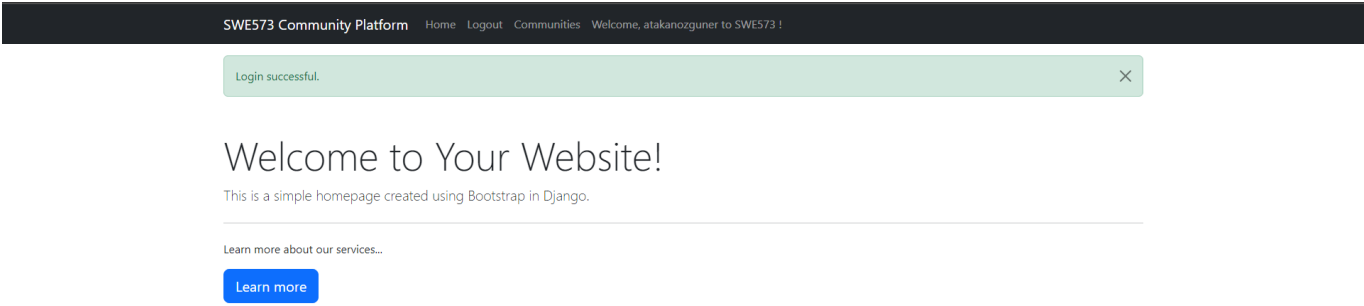 SWE573 Community Platform Home Logout Communities Welcome, atakanozguner to SWE573 !
Login successful.
Welcome to Your Website!
This is a simple homepage created using Bootstrap in Django.
Learn more about our services...
Learn more